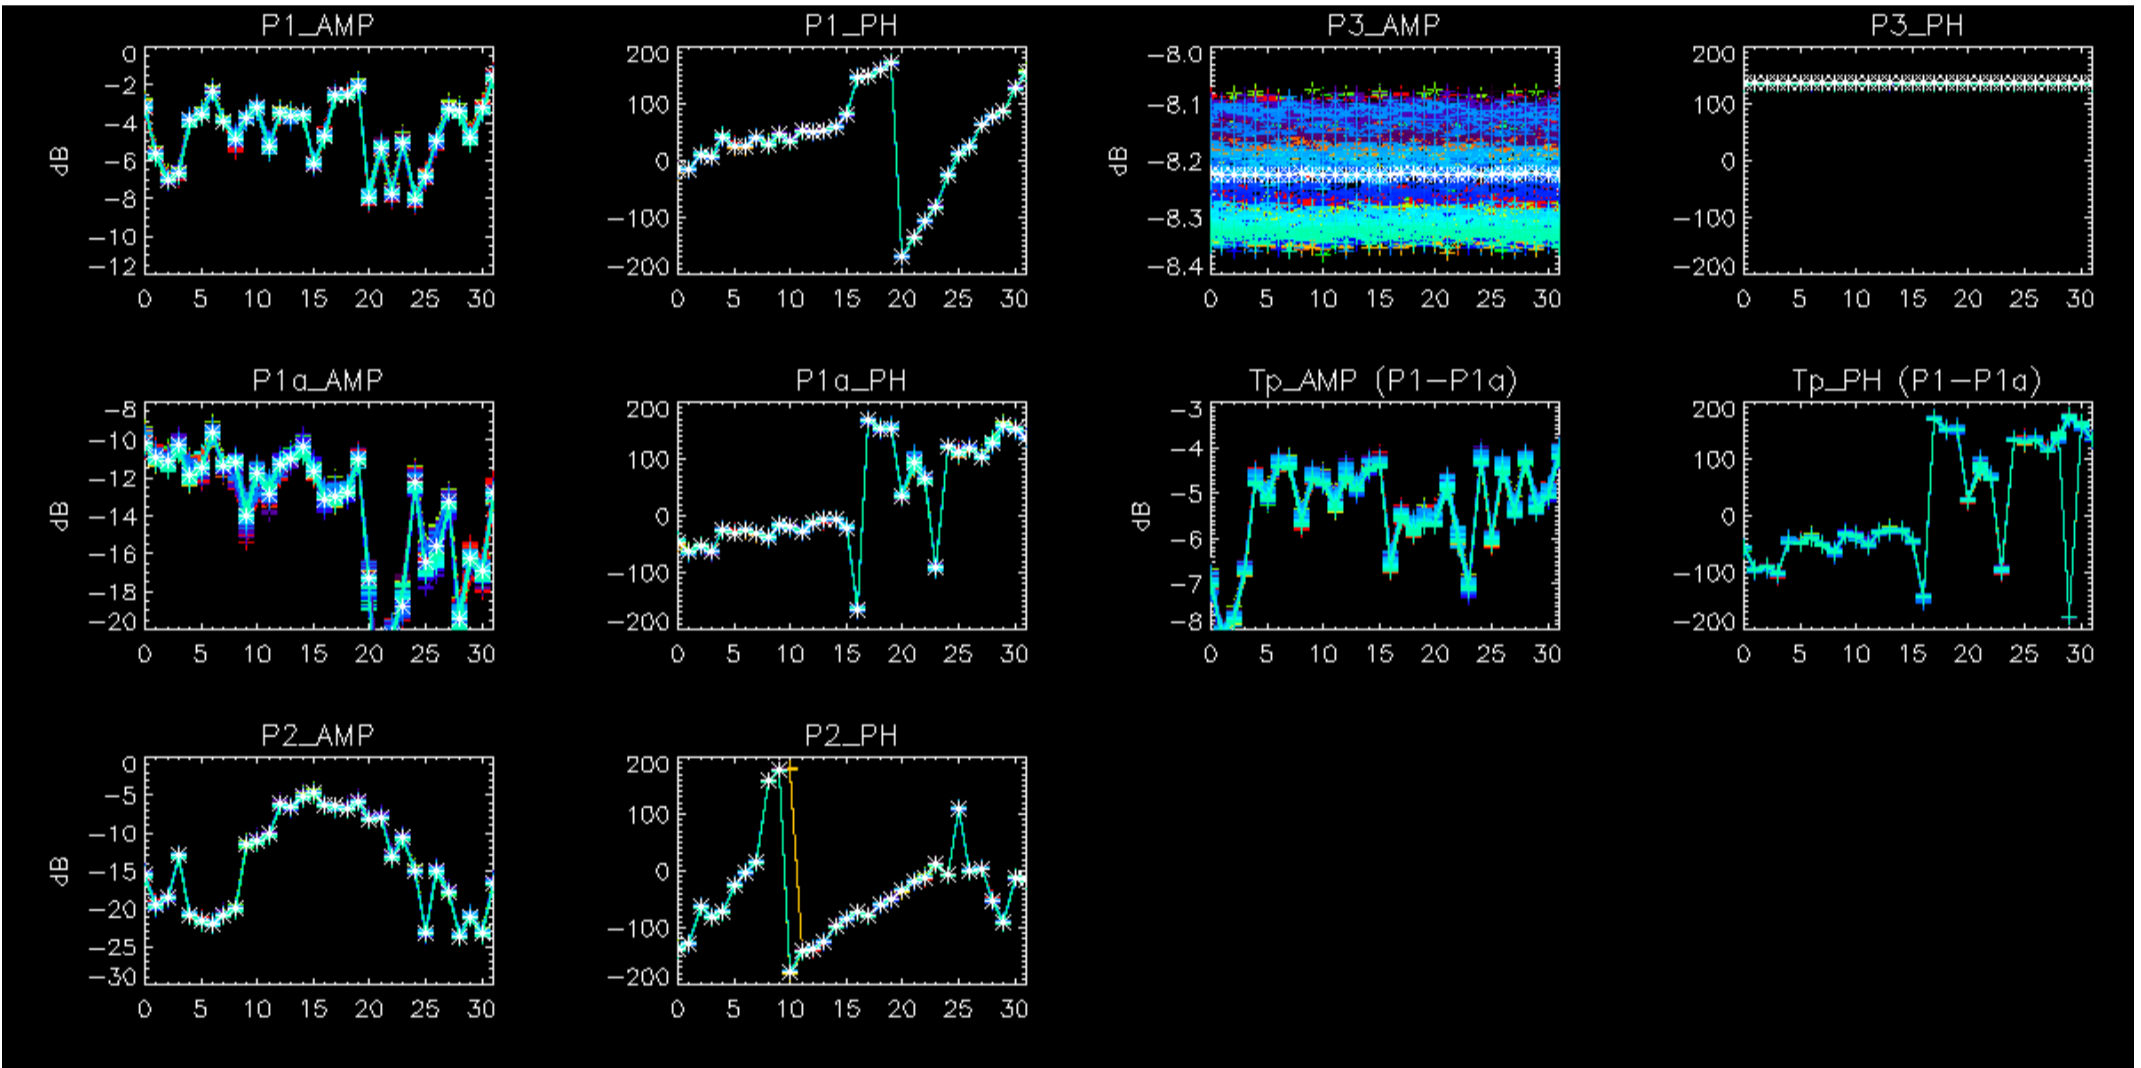 P1_AMP P1_PH P3_AMP P3_PH
0 200 -8.0 200
-2 100 -8.1 100
-4 0 -8.2 0
-6 -100 -8.3 -100
-8 -200 -8.4 -200
-10
-12
dB dB
0 5 10 15 20 25 30 0 5 10 15 20 25 30 0 5 10 15 20 25 30 0 5 10 15 20 25 30
P1a_AMP P1a_PH Tp_AMP (P1-P1a) Tp_PH (P1-P1a)
-8 200 -3 200
-10 100 -4 100
-12 0 -5 0
-14 -100 -6 -100
-16 -200 -7 -200
-18 -8
-20
dB dB
0 5 10 15 20 25 30 0 5 10 15 20 25 30 0 5 10 15 20 25 30 0 5 10 15 20 25 30
P2_AMP P2_PH
0 200
-5 100
-10 0
-15 -100
-20 -200
-25
-30
dB
0 5 10 15 20 25 30 0 5 10 15 20 25 30